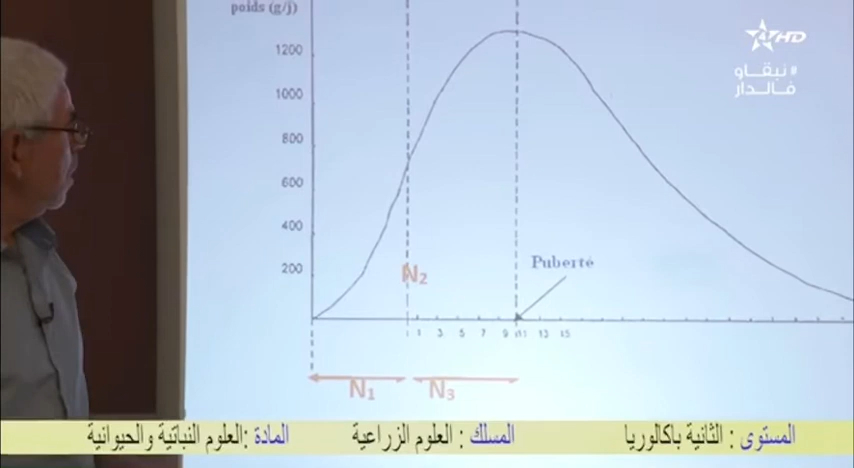 poids (g/j)
HD
#نبقاو
فالدار
1200
1000
800
600
400
200
N2
Puberté
1 3 5 7 9 11 13 15
N1 N3
المستوى : الثانية باكالوريا المسلك : العلوم الزراعية المادة :العلوم النباتية والحيوانية